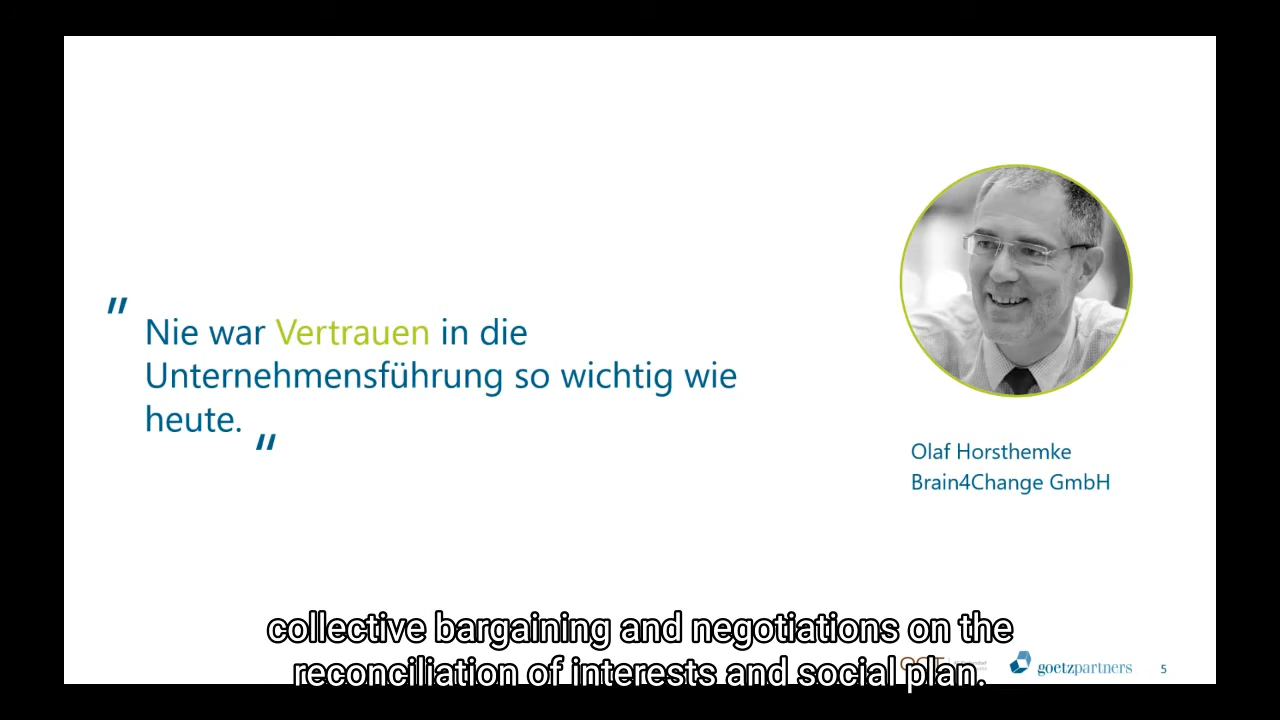 "
Nie war Vertrauen in die
Unternehmensführung so wichtig wie
heute.
"
Olaf Horsthemke
Brain4Change GmbH
collective bargaining and negotiations on the
reconciliation of interests and social plan.
goetzpartners
5